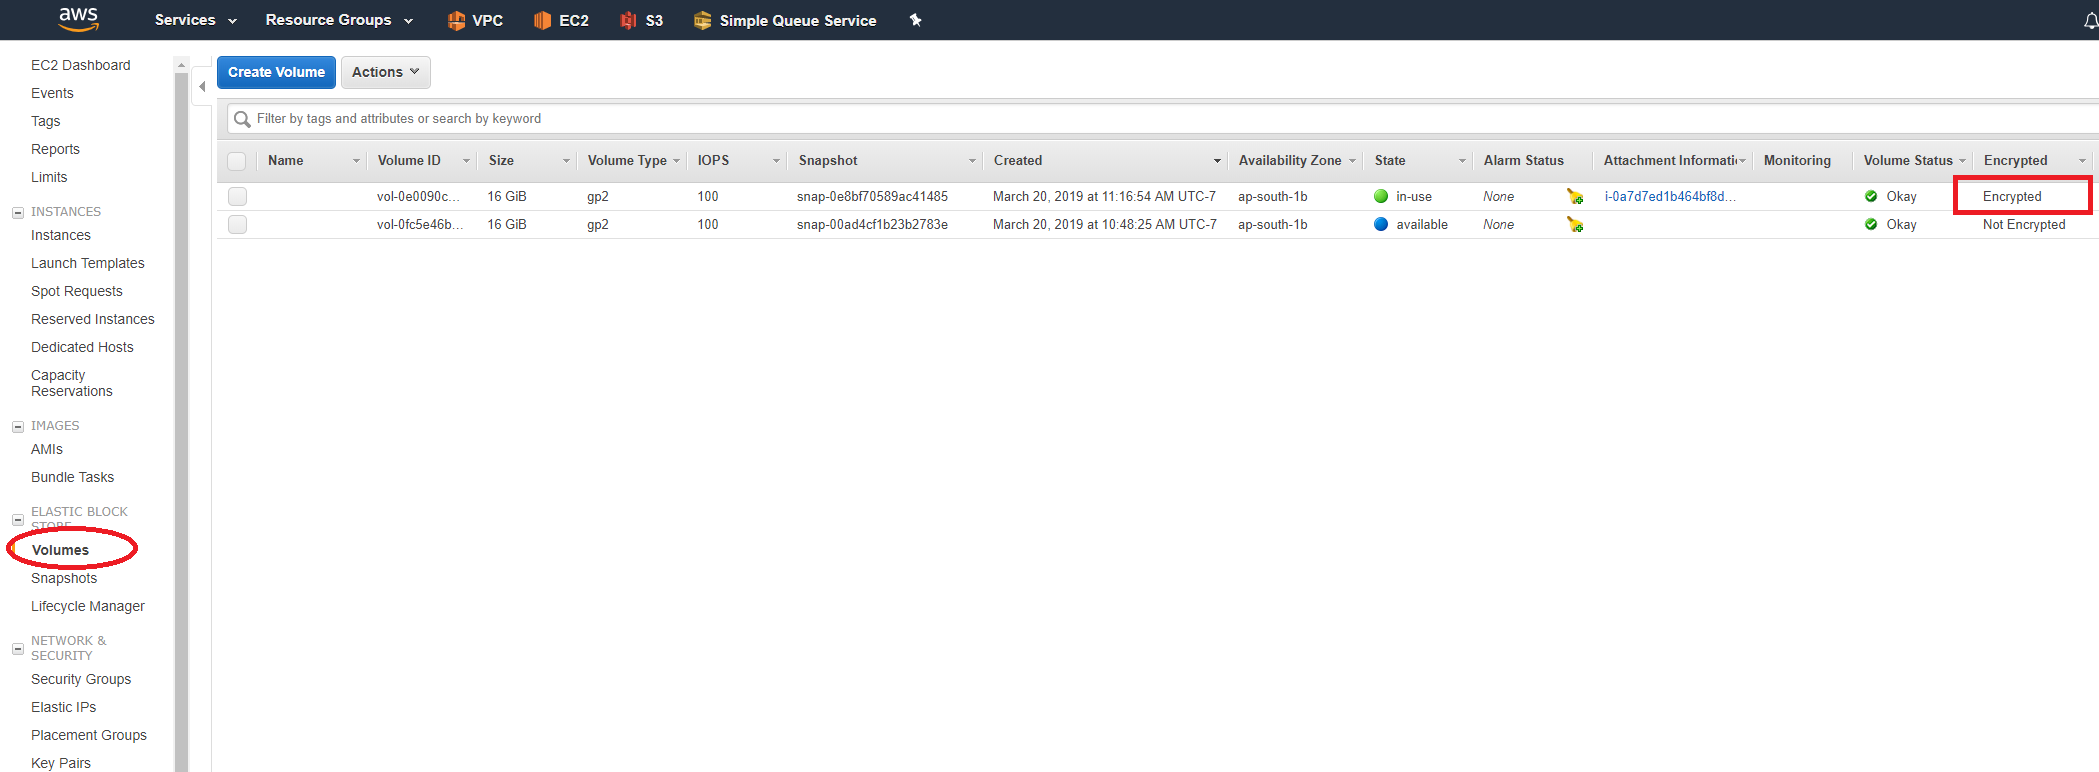 aws Services Resource Groups VPC EC2 S3 Simple Queue Service
EC2 Dashboard
Events
Tags
Reports
Limits
INSTANCES
Instances
Launch Templates
Spot Requests
Reserved Instances
Dedicated Hosts
Capacity
Reservations
IMAGES
AMIs
Bundle Tasks
ELASTIC BLOCK
STORE
Volumes
Snapshots
Lifecycle Manager
NETWORK &
SECURITY
Security Groups
Elastic IPs
Placement Groups
Key Pairs
Create Volume Actions
Filter by tags and attributes or search by keyword
Name Volume ID Size Volume Type IOPS Snapshot Created Availability Zone State Alarm Status Attachment Informati Monitoring Volume Status Encrypted
vol-0e0090c... 16 GiB gp2 100 snap-0e8bf70589ac41485 March 20, 2019 at 11:16:54 AM UTC-7 ap-south-1b in-use None i-0a7d7ed1b464bf8d... Okay Encrypted
vol-0fc5e46b... 16 GiB gp2 100 snap-00ad4cf1b23b2783e March 20, 2019 at 10:48:25 AM UTC-7 ap-south-1b available None Okay Not Encrypted